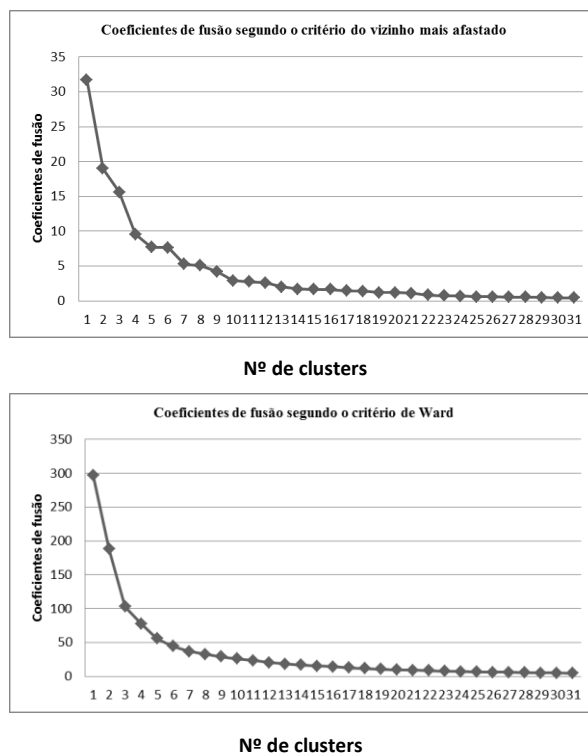 Coeficientes de fusão segundo o critério do vizinho mais afastado
Coeficientes de fusão
35
30
25
20
15
10
5
0
1 2 3 4 5 6 7 8 9 10 11 12 13 14 15 16 17 18 19 20 21 22 23 24 25 26 27 28 29 30 31
Nº de clusters
Coeficientes de fusão segundo o critério de Ward
Coeficientes de fusão
350
300
250
200
150
100
50
0
1 2 3 4 5 6 7 8 9 10 11 12 13 14 15 16 17 18 19 20 21 22 23 24 25 26 27 28 29 30 31
Nº de clusters